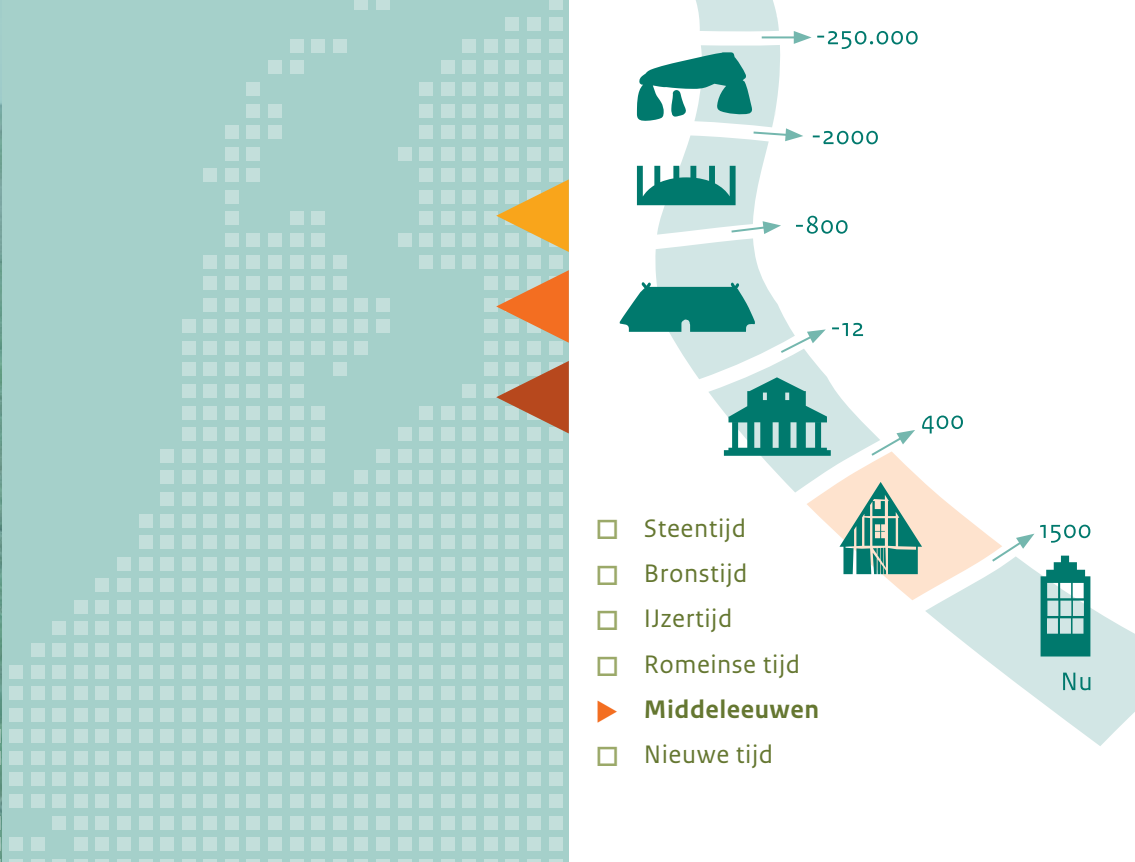 -250.000
-2000
-800
-12
400
1500
Nu
Steentijd
Bronstijd
IJzertijd
Romeinse tijd
Middeleeuwen
Nieuwe tijd